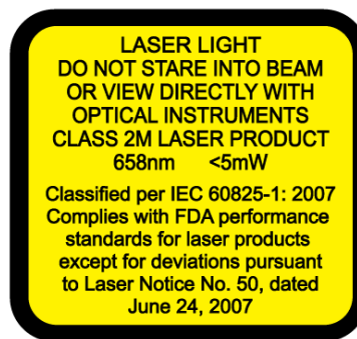 LASER LIGHT
DO NOT STARE INTO BEAM
OR VIEW DIRECTLY WITH
OPTICAL INSTRUMENTS
CLASS 2M LASER PRODUCT
658nm <5mW
Classified per IEC 60825-1: 2007
Complies with FDA performance
standards for laser products
except for deviations pursuant
to Laser Notice No. 50, dated
June 24, 2007